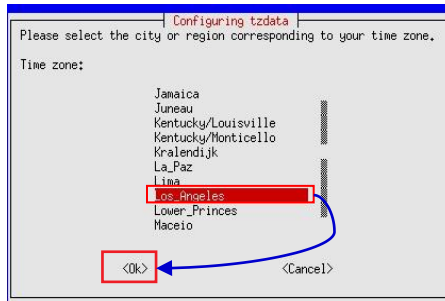 Configuring tzdata
Please select the city or region corresponding to your time zone.
Time zone:
Jamaica
Juneau
Kentucky/Louisville
Kentucky/Monticello
Kralendijk
La_Paz
Lima
Los_Angeles
Lower_Princes
Maceio
<Ok> <Cancel>